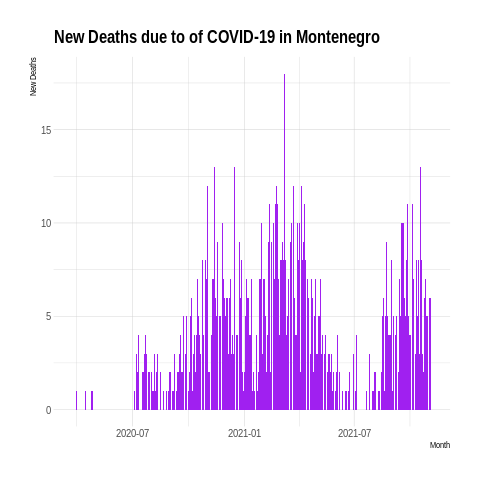 New Deaths due to of COVID-19 in Montenegro
New Deaths
15
10
5
0
2020-07
2021-01
2021-07
Month